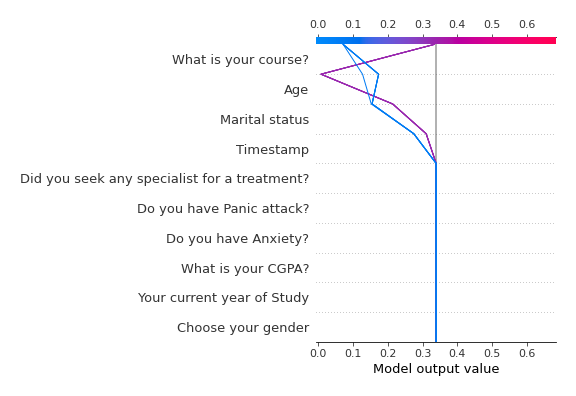 0.0 0.1 0.2 0.3 0.4 0.5 0.6
What is your course?
Age
Marital status
Timestamp
Did you seek any specialist for a treatment?
Do you have Panic attack?
Do you have Anxiety?
What is your CGPA?
Your current year of Study
Choose your gender
0.0 0.1 0.2 0.3 0.4 0.5 0.6
Model output value